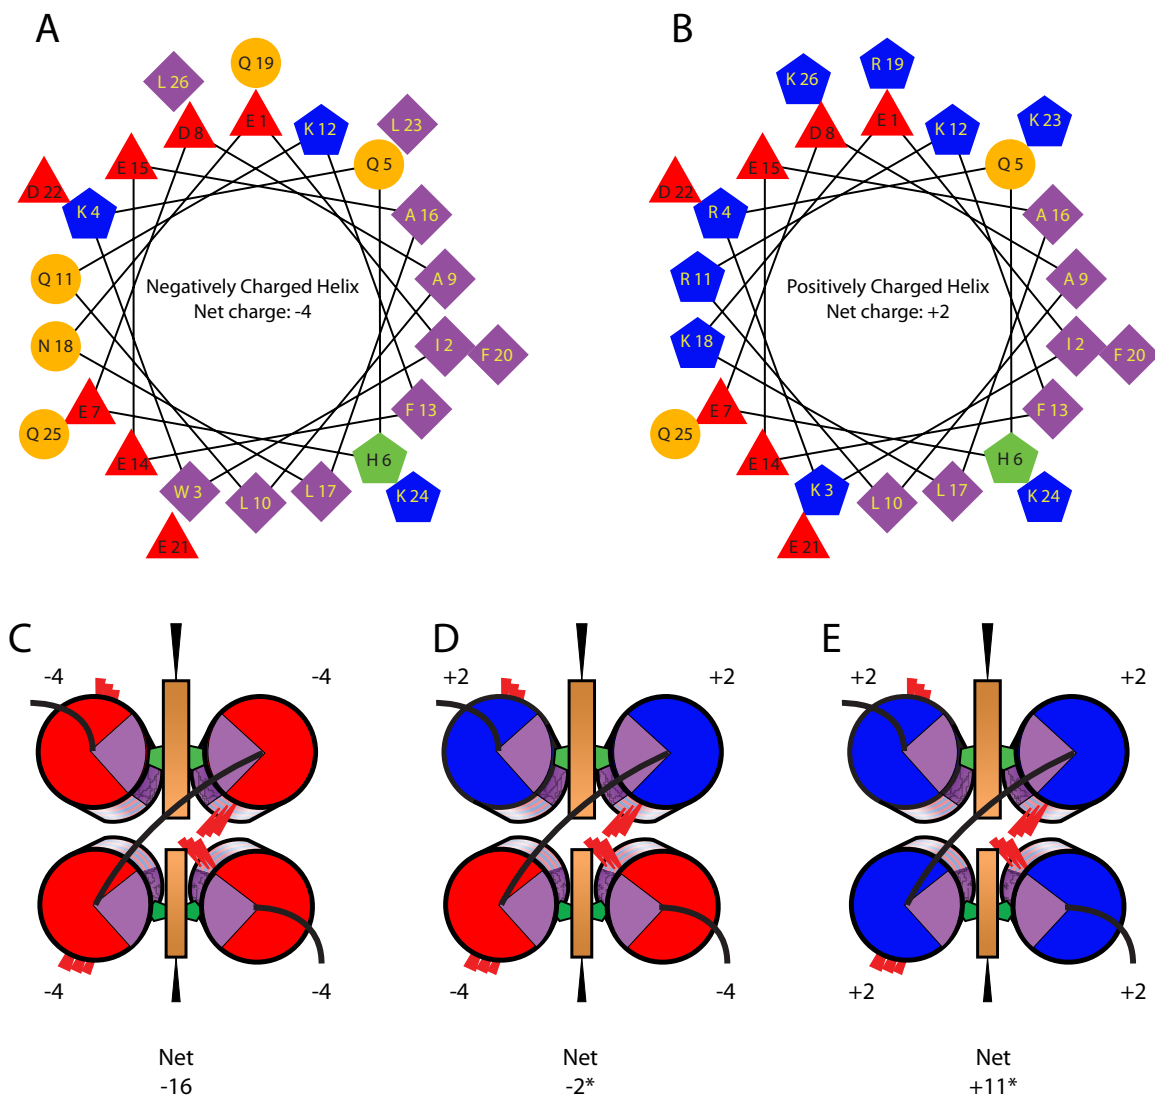 A
B
Q 19
L 26
E 1
D 8
K 12
L 23
E 15
Q 5
D 22
K 4
A 16
Q 11
A 9
Negatively Charged Helix
Net charge: -4
N 18
I 2
F 20
E 7
F 13
Q 25
E 14
H 6
W 3
L 10
L 17
K 24
E 21
R 19
K 26
E 1
D 8
K 12
K 23
E 15
Q 5
D 22
R 4
A 16
R 11
A 9
Positively Charged Helix
Net charge: +2
K 18
I 2
F 20
E 7
F 13
Q 25
E 14
H 6
K 3
L 10
L 17
K 24
E 21
C
D
E
-4
-4
+2
+2
+2
+2
-4
-4
-4
-4
+2
+2
Net
-16
Net
-2*
Net
+11*